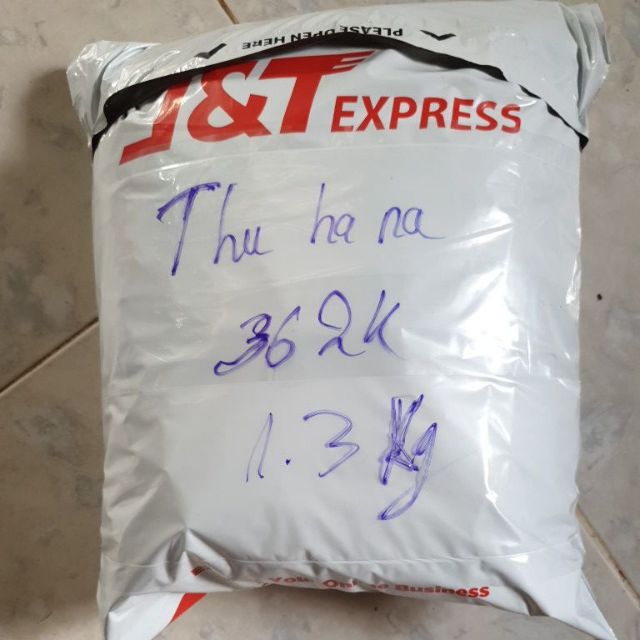 PLEASE OPEN HERE
J&T EXPRESS
Thu ha na
362K
1.3 Kg
Your Online Business